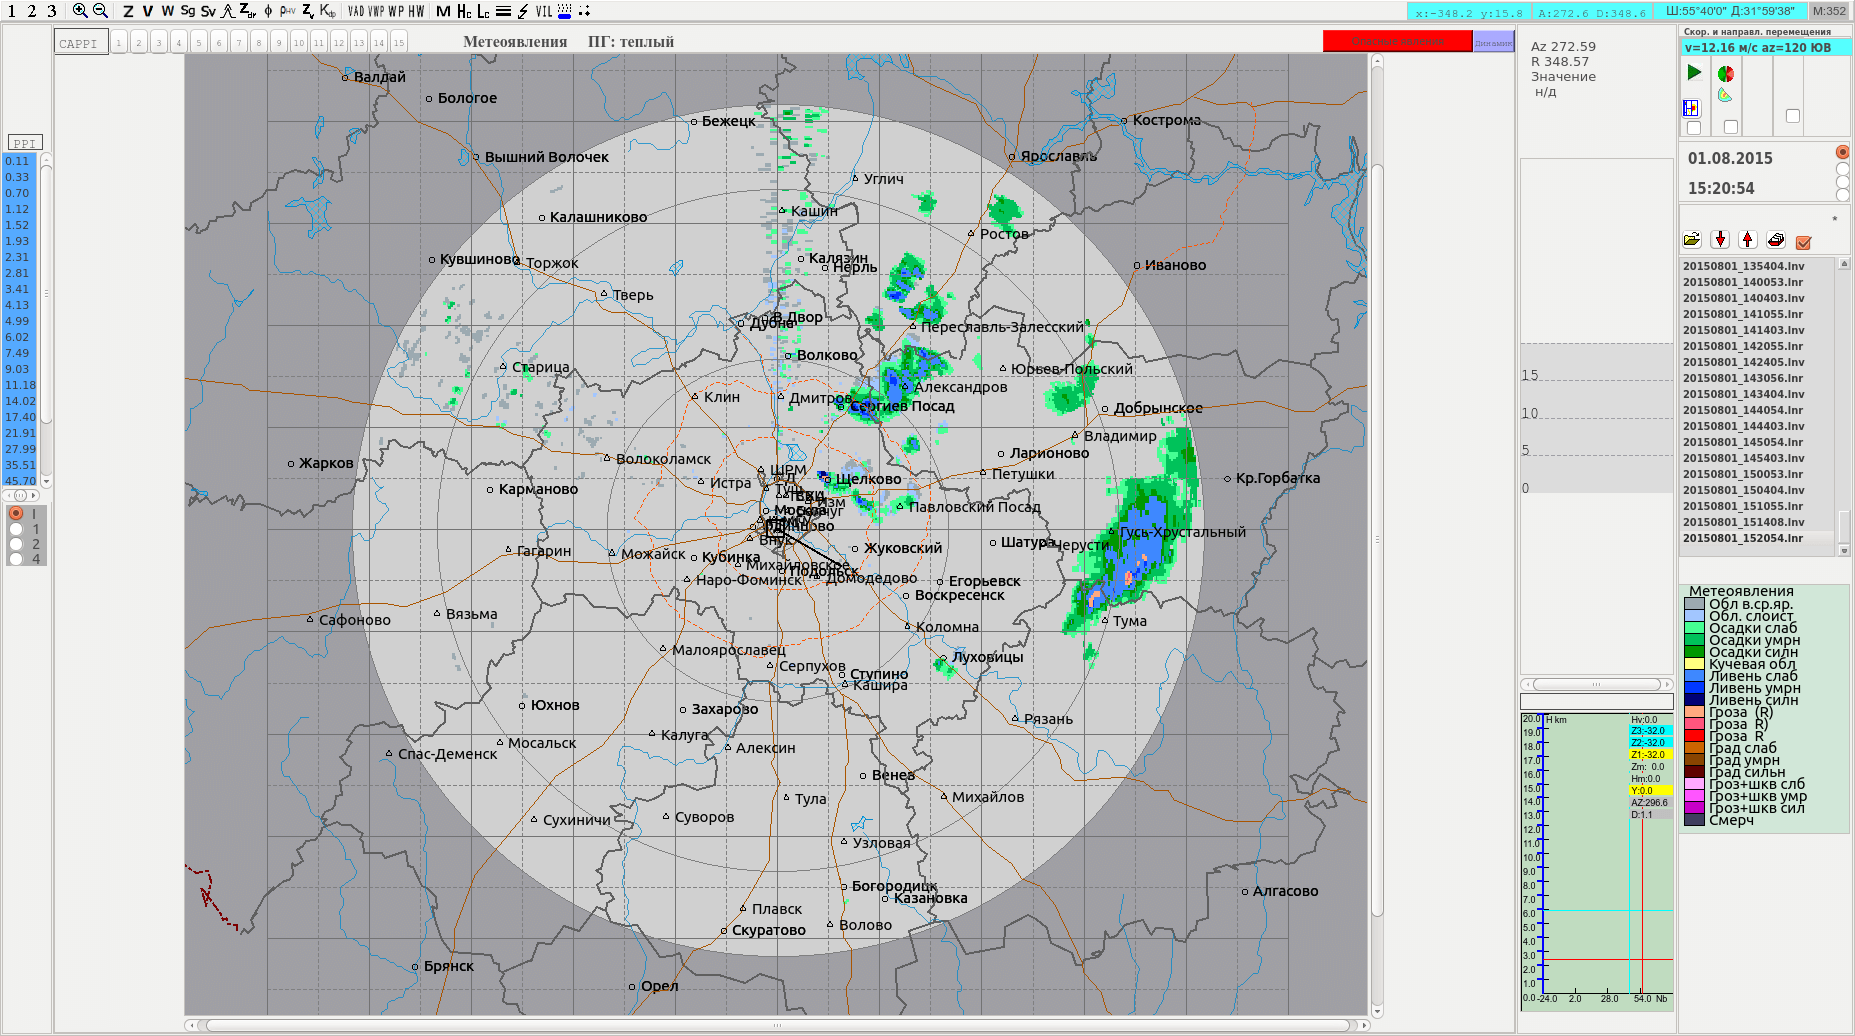 1 2 3 Z V W Sg Sv Zdr ϕ ρHV Zv Kdp VAD VWP WP HW M Hc Lc VIL
x:-348.2 y:15.8 A:272.6 D:348.6 Ш:55°40'0" Д:31°59'38" М:352
CAPPI 1 2 3 4 5 6 7 8 9 10 11 12 13 14 15
Метеоявления ПГ: теплый
Динамик
PPI
0.11
0.33
0.70
1.12
1.52
1.93
2.31
2.81
3.41
4.13
4.99
6.02
7.49
9.03
11.18
14.02
17.40
21.91
27.99
35.51
45.70
I
1
2
4
Валдай
Бологое
Бежецк
Кострома
Вышний Волочек
Ярославль
Углич
Калашниково
Кашин
Ростов
Кувшиново
Торжок
Калязин
Нерль
Иваново
Тверь
В.Двор
Дубна
Переславль-Залесский
Волково
Старица
Юрьев-Польский
Александров
Клин
Дмитров
Сергиев Посад
Добрынское
Владимир
Жарков
Волоколамск
Ларионово
ШРМ
Петушки
Карманово
Истра
Щелково
Кр.Горбатка
Павловский Посад
Москва
Гусь-Хрустальный
Внук
Жуковский
Шатура
Черусти
Гагарин
Можайск
Кубинка
Михайловское
Подольск
Наро-Фоминск
Домодедово
Егорьевск
Воскресенск
Вязьма
Сафоново
Коломна
Тума
Малоярославец
Серпухов
Луховицы
Ступино
Кашира
Юхнов
Захарово
Рязань
Калуга
Мосальск
Алексин
Спас-Деменск
Венев
Тула
Михайлов
Сухиничи
Суворов
Узловая
Богородицк
Казановка
Алгасово
Плавск
Скуратово
Волово
Брянск
Орел
Az 272.59
R 348.57
Значение
н/д
15
10
5
0
20.0 H km
19.0
18.0
17.0
16.0
15.0
14.0
13.0
12.0
11.0
10.0
9.0
8.0
7.0
6.0
5.0
4.0
3.0
2.0
1.0
0.0 -24.0 2.0 28.0 54.0 Nb
Hv:0.0
Z3:-32.0
Z2:-32.0
Z1:-32.0
Zm: 0.0
Hm:0.0
Y:0.0
AZ:296.6
D:1.1
Скор. и направл. перемещения
v=12.16 м/с az=120 ЮВ
01.08.2015
15:20:54
*
20150801_135404.lnv
20150801_140053.lnr
20150801_140403.lnv
20150801_141055.lnr
20150801_141403.lnv
20150801_142055.lnr
20150801_142405.lnv
20150801_143056.lnr
20150801_143404.lnv
20150801_144054.lnr
20150801_144403.lnv
20150801_145054.lnr
20150801_145403.lnv
20150801_150053.lnr
20150801_150404.lnv
20150801_151055.lnr
20150801_151408.lnv
20150801_152054.lnr
Метеоявления
Обл в.ср.яр.
Обл. слоист
Осадки слаб
Осадки умрн
Осадки силн
Кучевая обл
Ливень слаб
Ливень умрн
Ливень силн
Гроза (R)
Гроза R)
Гроза R
Град слаб
Град умрн
Град сильн
Гроз+шкв слб
Гроз+шкв умр
Гроз+шкв сил
Смерч